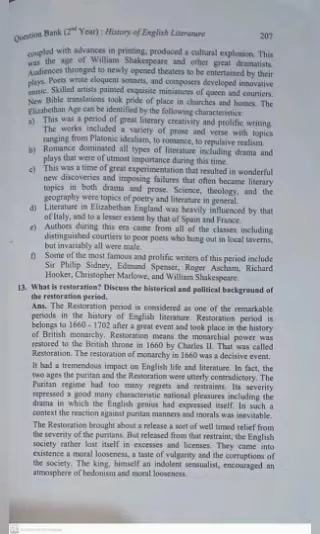 Question Bank (2nd Year) : History of English Literature 207
coupled with advances in printing, produced a cultural explosion. This
was the age of William Shakespeare and other great dramatists.
Audiences thronged to newly opened theaters to be entertained by their
plays. Poets wrote eloquent sonnets, and composers developed innovative
music. Skilled artists painted exquisite miniatures of queen and courtiers.
New Bible translations took pride of place in churches and homes. The
Elizabethan Age can be identified by the following characteristics:
a) This was a period of great literary creativity and prolific writing.
The works included a variety of prose and verse with topics
ranging from Platonic idealism, to romance, to repulsive realism.
b) Romance dominated all types of literature including drama and
plays that were of utmost importance during this time.
c) This was a time of great experimentation that resulted in wonderful
new discoveries and imposing failures that often became literary
topics in both drama and prose. Science, theology, and the
geography were topics of poetry and literature in general.
d) Literature in Elizabethan England was heavily influenced by that
of Italy, and to a lesser extent by that of Spain and France.
e) Authors during this era came from all of the classes including
distinguished courtiers to poor poets who hung out in local taverns,
but invariably all were male.
f) Some of the most famous and prolific writers of this period include
Sir Philip Sidney, Edmund Spenser, Roger Ascham, Richard
Hooker, Christopher Marlowe, and William Shakespeare.
13. What is restoration? Discuss the historical and political background of
the restoration period.
Ans. The Restoration period is considered as one of the remarkable
periods in the history of English literature. Restoration period is
belongs to 1660 - 1702 after a great event and took place in the history
of British monarchy. Restoration means the monarchial power was
restored to the British throne in 1660 by Charles II. That was called
Restoration. The restoration of monarchy in 1660 was a decisive event.
It had a tremendous impact on English life and literature. In fact, the
two ages the puritan and the Restoration were utterly contradictory. The
Puritan regime had too many regrets and restraints. Its severity
repressed a good many characteristic national pleasures including the
drama in which the English genius had expressed itself. In such a
context the reaction against puritan manners and morals was inevitable.
The Restoration brought about a release a sort of well timed relief from
the severity of the puritans. But released from that restraint, the English
society rather lost itself in excesses and licenses. They came into
existence a moral looseness, a taste of vulgarity and the corruptions of
the society. The king, himself an indolent sensualist, encouraged an
atmosphere of hedonism and moral looseness.